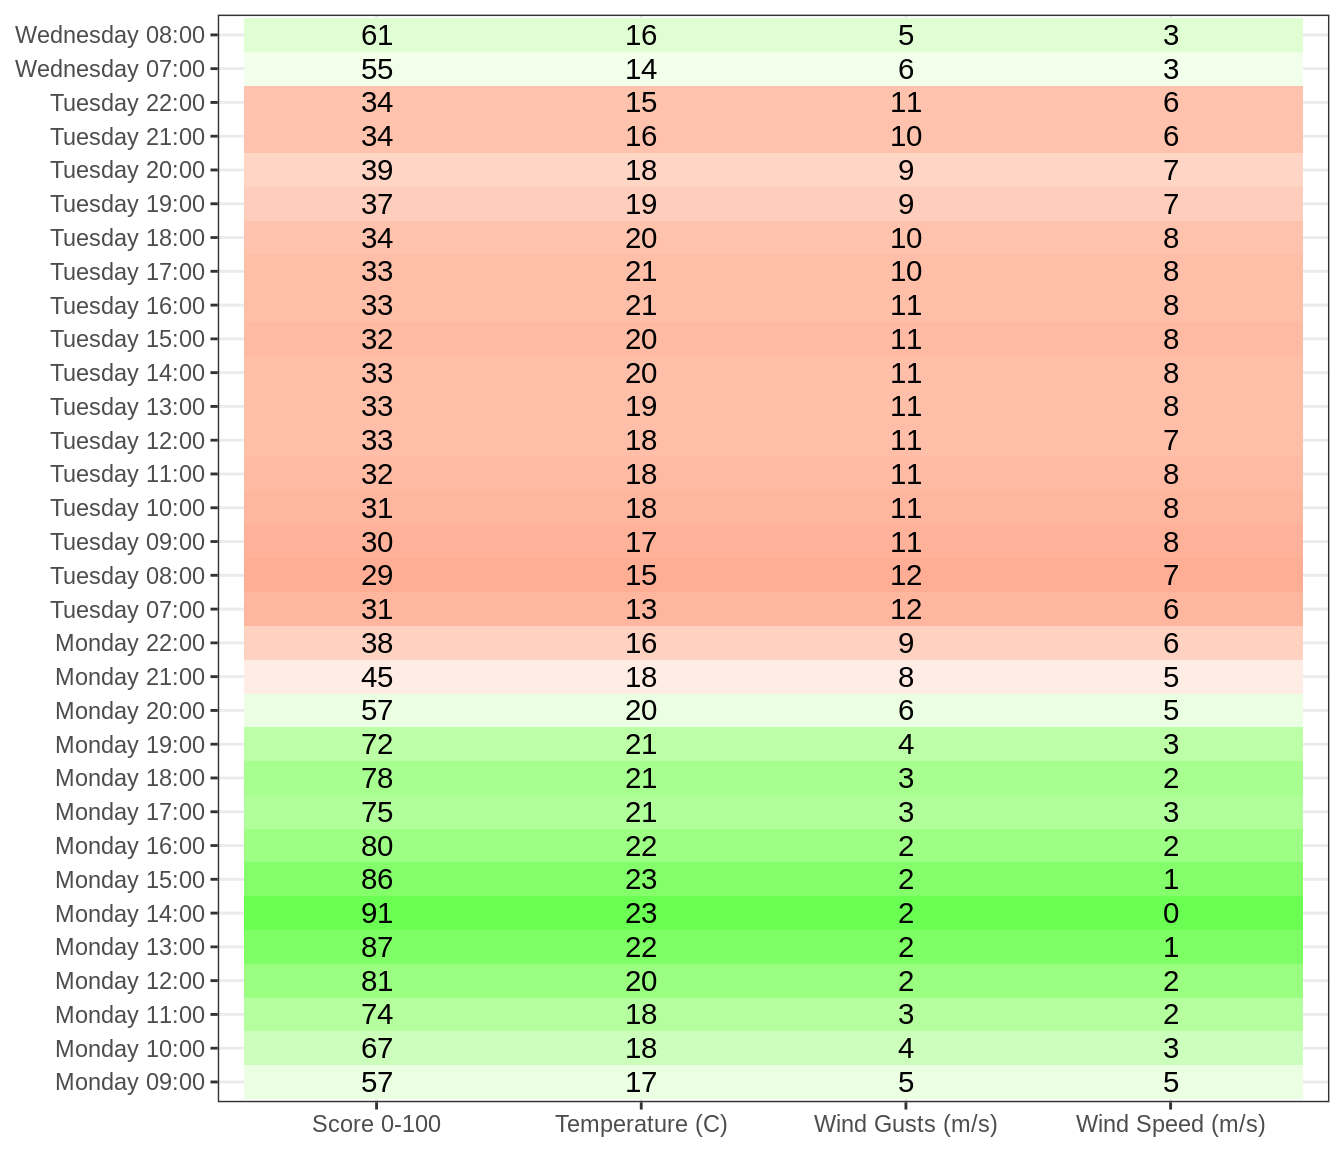 Wednesday 08:00 61 16 5 3
Wednesday 07:00 55 14 6 3
Tuesday 22:00 34 15 11 6
Tuesday 21:00 34 16 10 6
Tuesday 20:00 39 18 9 7
Tuesday 19:00 37 19 9 7
Tuesday 18:00 34 20 10 8
Tuesday 17:00 33 21 10 8
Tuesday 16:00 33 21 11 8
Tuesday 15:00 32 20 11 8
Tuesday 14:00 33 20 11 8
Tuesday 13:00 33 19 11 8
Tuesday 12:00 33 18 11 7
Tuesday 11:00 32 18 11 8
Tuesday 10:00 31 18 11 8
Tuesday 09:00 30 17 11 8
Tuesday 08:00 29 15 12 7
Tuesday 07:00 31 13 12 6
Monday 22:00 38 16 9 6
Monday 21:00 45 18 8 5
Monday 20:00 57 20 6 5
Monday 19:00 72 21 4 3
Monday 18:00 78 21 3 2
Monday 17:00 75 21 3 3
Monday 16:00 80 22 2 2
Monday 15:00 86 23 2 1
Monday 14:00 91 23 2 0
Monday 13:00 87 22 2 1
Monday 12:00 81 20 2 2
Monday 11:00 74 18 3 2
Monday 10:00 67 18 4 3
Monday 09:00 57 17 5 5
Score 0-100 Temperature (C) Wind Gusts (m/s) Wind Speed (m/s)